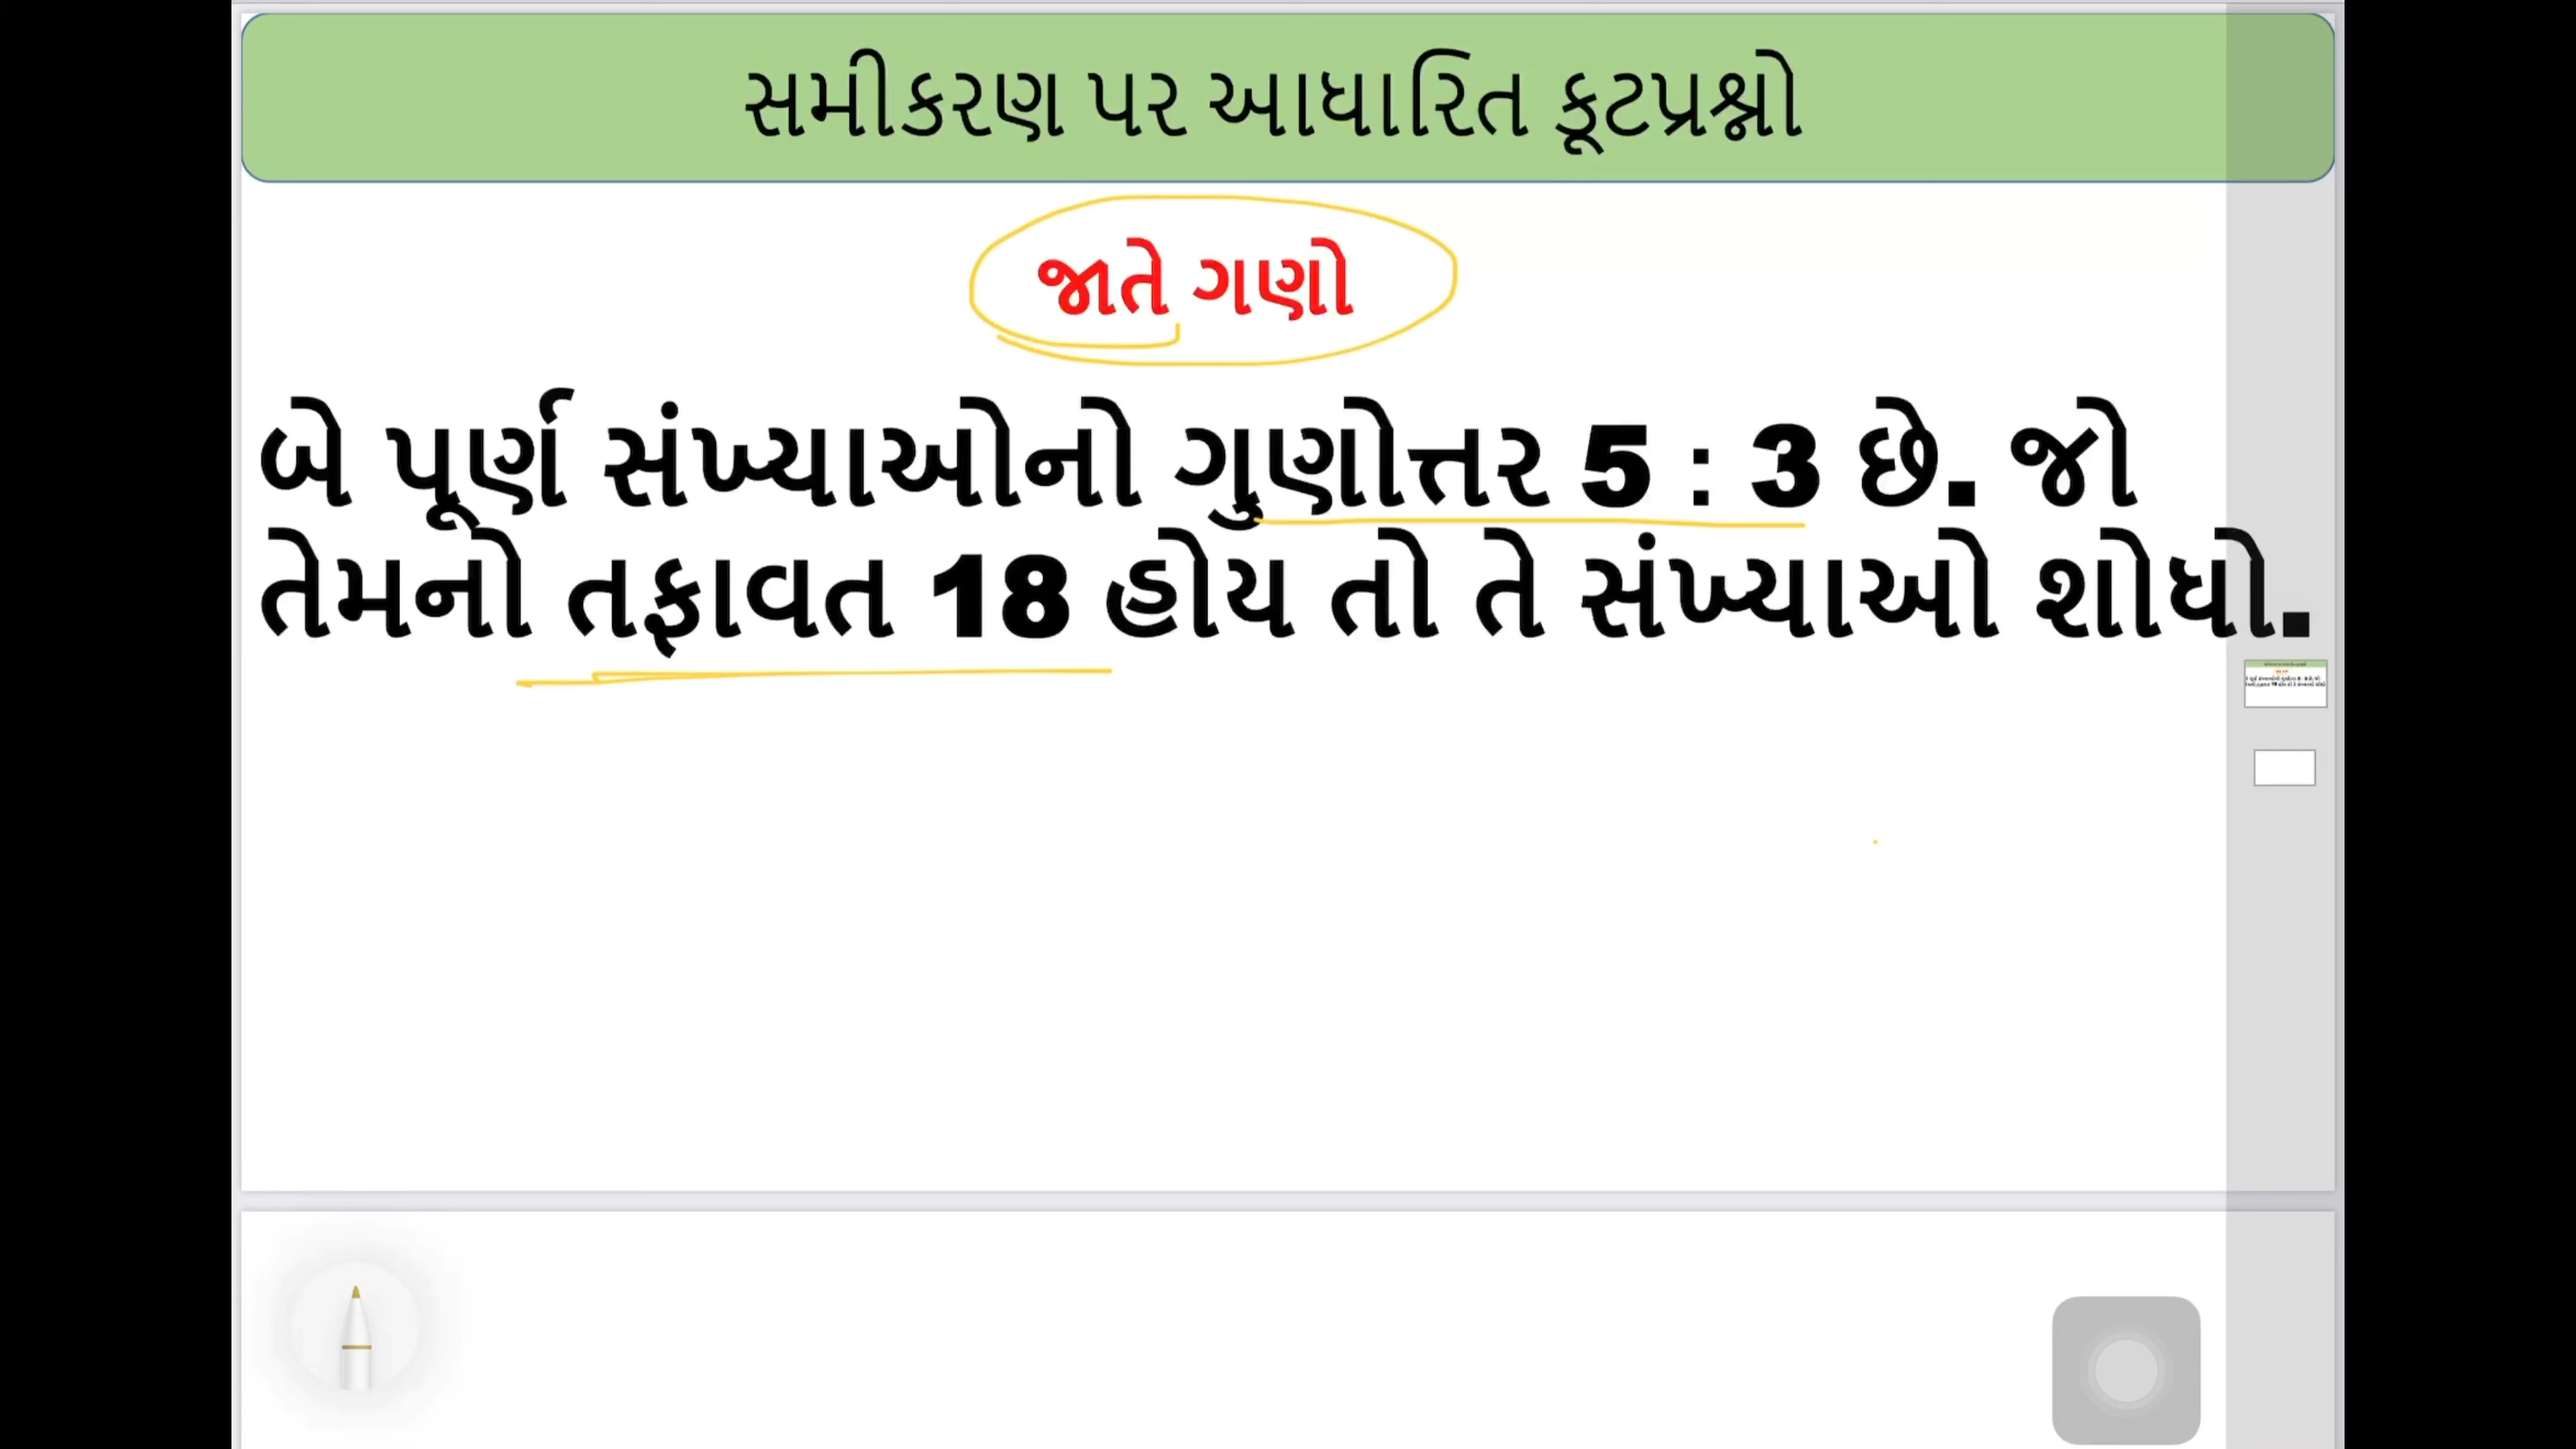 સમીકરણ પર આધારિત કૂટપ્રશ્નો
જાતે ગણો
બે પૂર્ણ સંખ્યાઓનો ગુણોત્તર 5 : 3 છે. જો
તેમનો તફાવત 18 હોય તો તે સંખ્યાઓ શોધો.